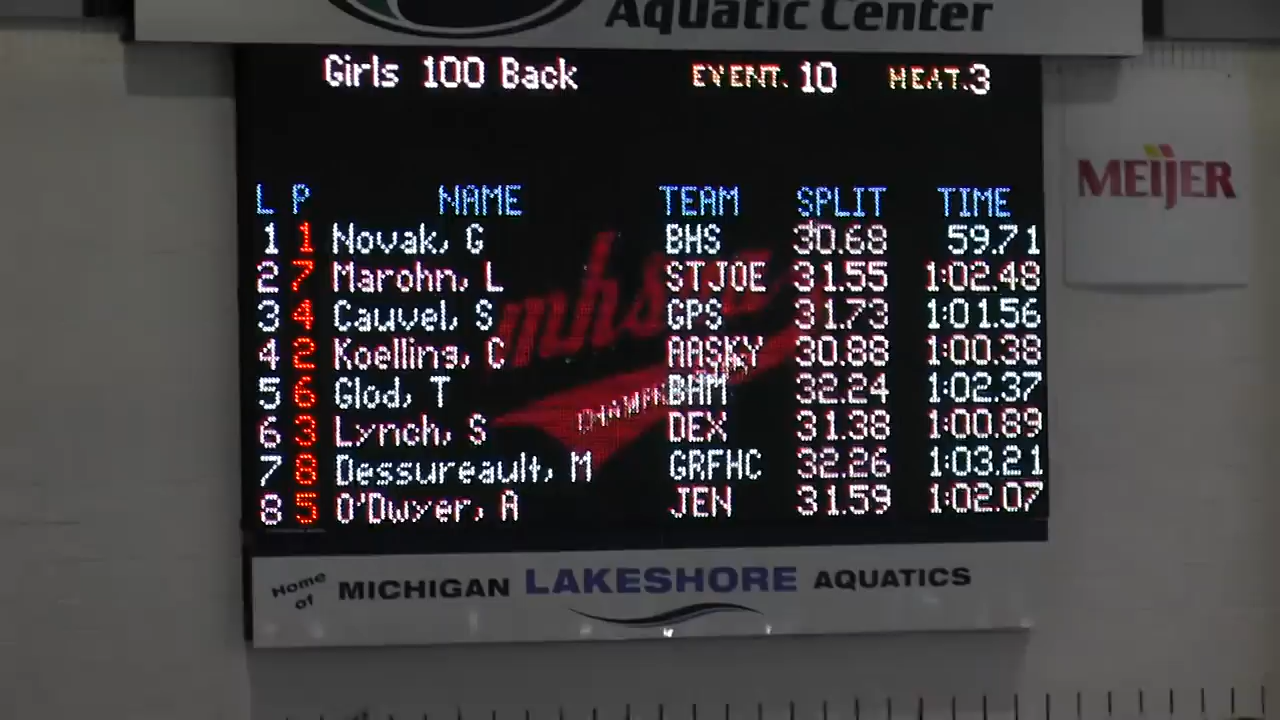 Aquatic Center
Girls 100 Back EVENT. 10 HEAT. 3
MEIJER
L P NAME TEAM SPLIT TIME
1 1 Novak, G BHS 30.68 59.71
2 7 Marohn, L STJOE 31.55 1:02.48
3 4 Cauvel, S GPS 31.73 1:01.56
4 2 Koelling, C AASKY 30.88 1:00.38
5 6 Glod, T BHM 32.24 1:02.37
6 3 Lynch, S DEX 31.38 1:00.89
7 8 Dessureault, M GRFHC 32.26 1:03.21
8 5 O'Dwyer, A JEN 31.59 1:02.07
Home of MICHIGAN LAKESHORE AQUATICS